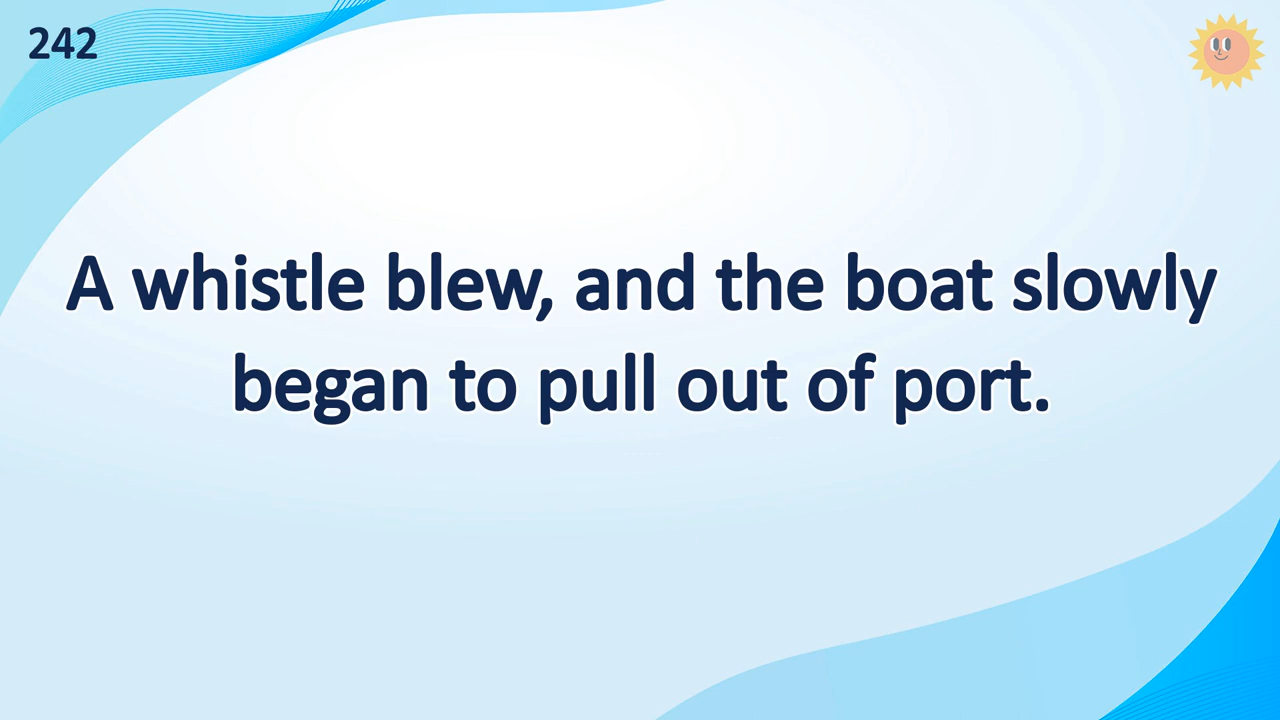 242
A whistle blew, and the boat slowly
began to pull out of port.